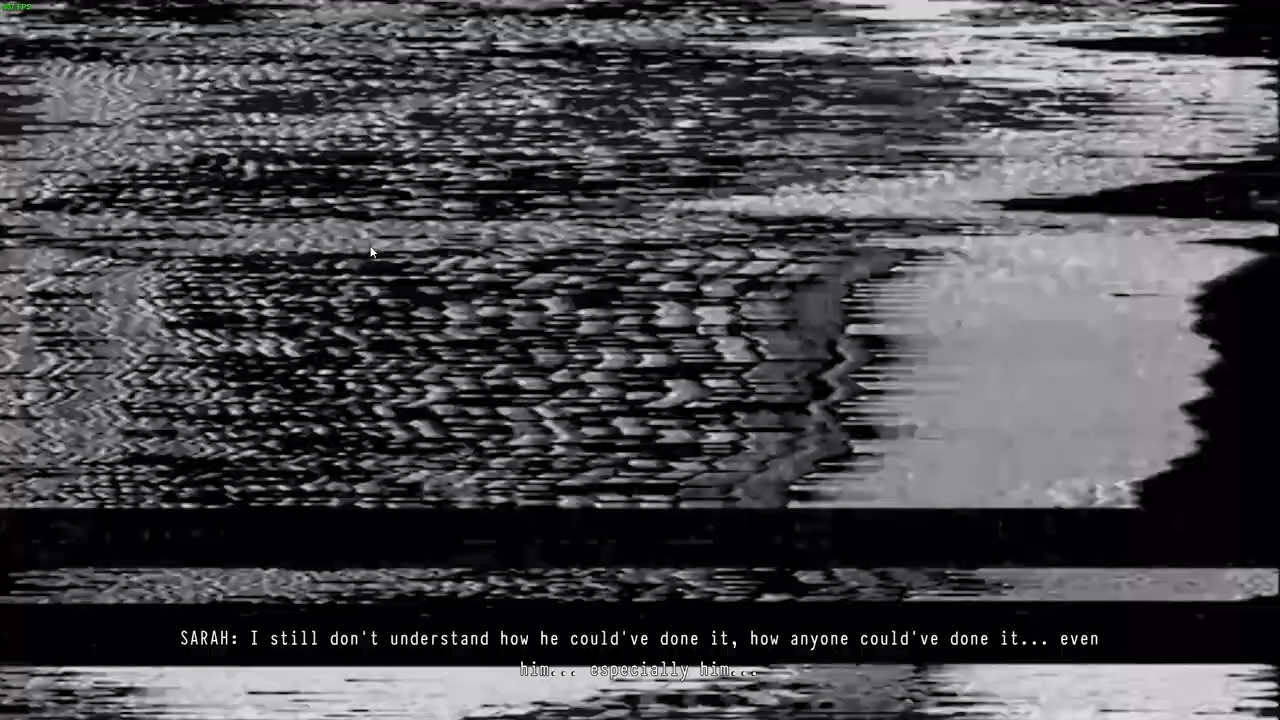 SARAH: I still don't understand how he could've done it, how anyone could've done it... even
him... especially him...